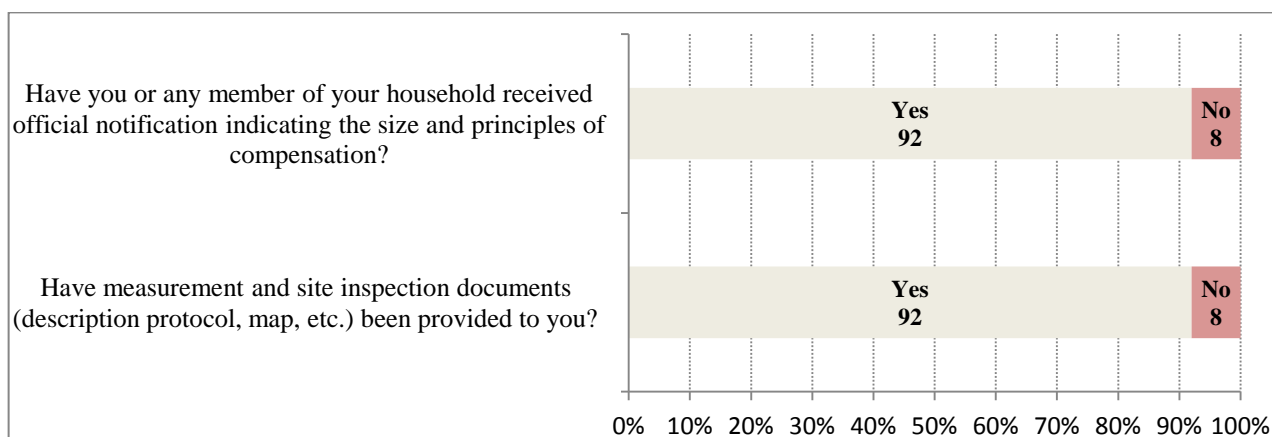 Have you or any member of your household received
official notification indicating the size and principles of
compensation?
Yes
92
No
8
Have measurement and site inspection documents
(description protocol, map, etc.) been provided to you?
Yes
92
No
8
0% 10% 20% 30% 40% 50% 60% 70% 80% 90% 100%